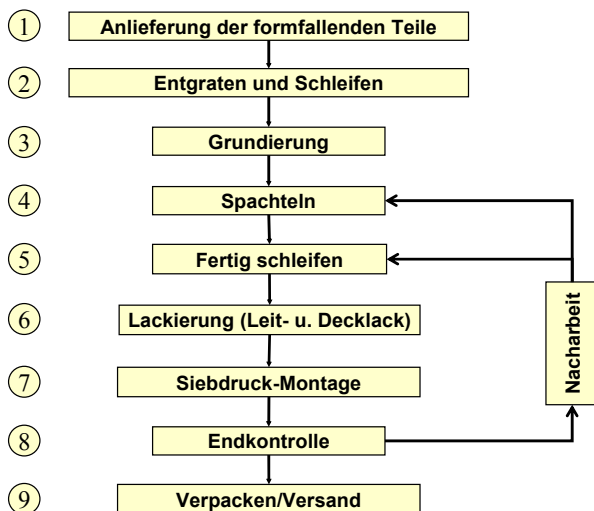 1 Anlieferung der formfallenden Teile
2 Entgraten und Schleifen
3 Grundierung
4 Spachteln
5 Fertig schleifen
6 Lackierung (Leit- u. Decklack)
7 Siebdruck-Montage
8 Endkontrolle
9 Verpacken/Versand
Nacharbeit